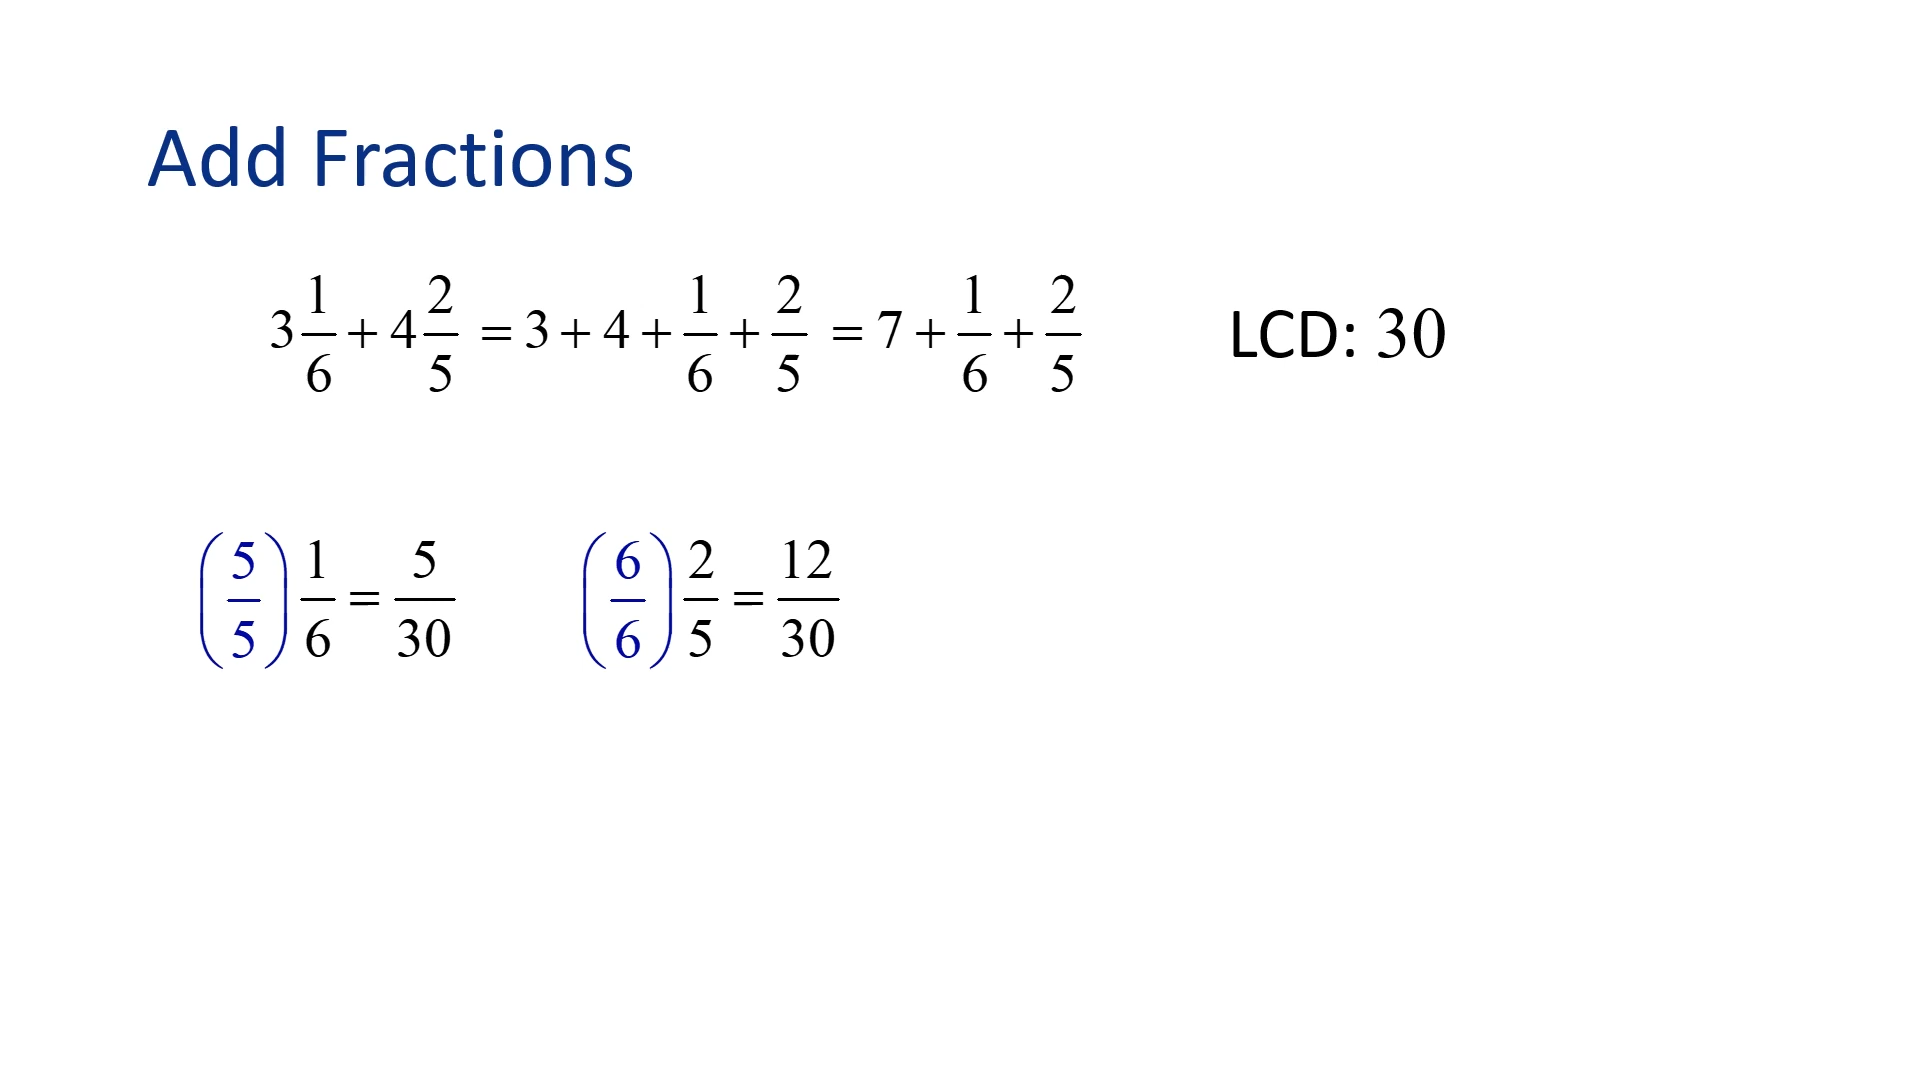 Add Fractions
3 1/6 + 4 2/5 = 3 + 4 + 1/6 + 2/5 = 7 + 1/6 + 2/5 LCD: 30
(5/5) 1/6 = 5/30 (6/6) 2/5 = 12/30